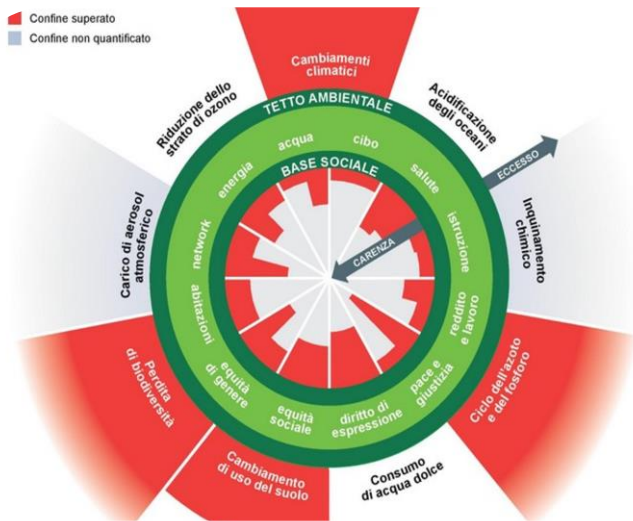 Confine superato
Confine non quantificato
Cambiamenti
climatici
Riduzione dello
strato di ozono
Acidificazione
degli oceani
TETTO AMBIENTALE
ECCESSO
acqua
cibo
energia
salute
BASE SOCIALE
Carico di aerosol
atmosferico
network
CARENZA
istruzione
Inquinamento
chimico
abitazioni
reddito
e lavoro
equità
di genere
equità
sociale
diritto di
espressione
pace e
giustizia
Perdita
di biodiversità
Ciclo dell'azoto
e del fosforo
Cambiamento
di uso del suolo
Consumo
di acqua dolce